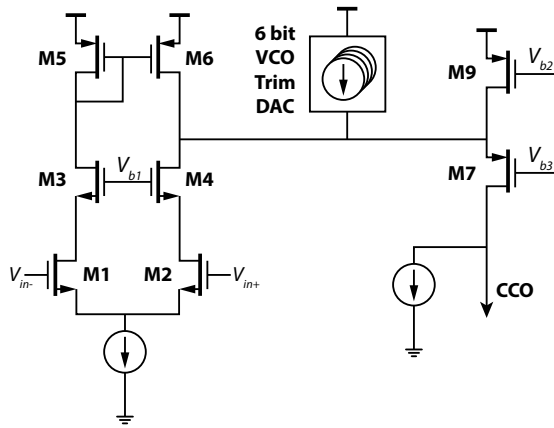 M5
M6
6 bit
VCO
Trim
DAC
M9
Vb2
M3
Vb1
M4
M7
Vb3
Vin-
M1
M2
Vin+
CCO